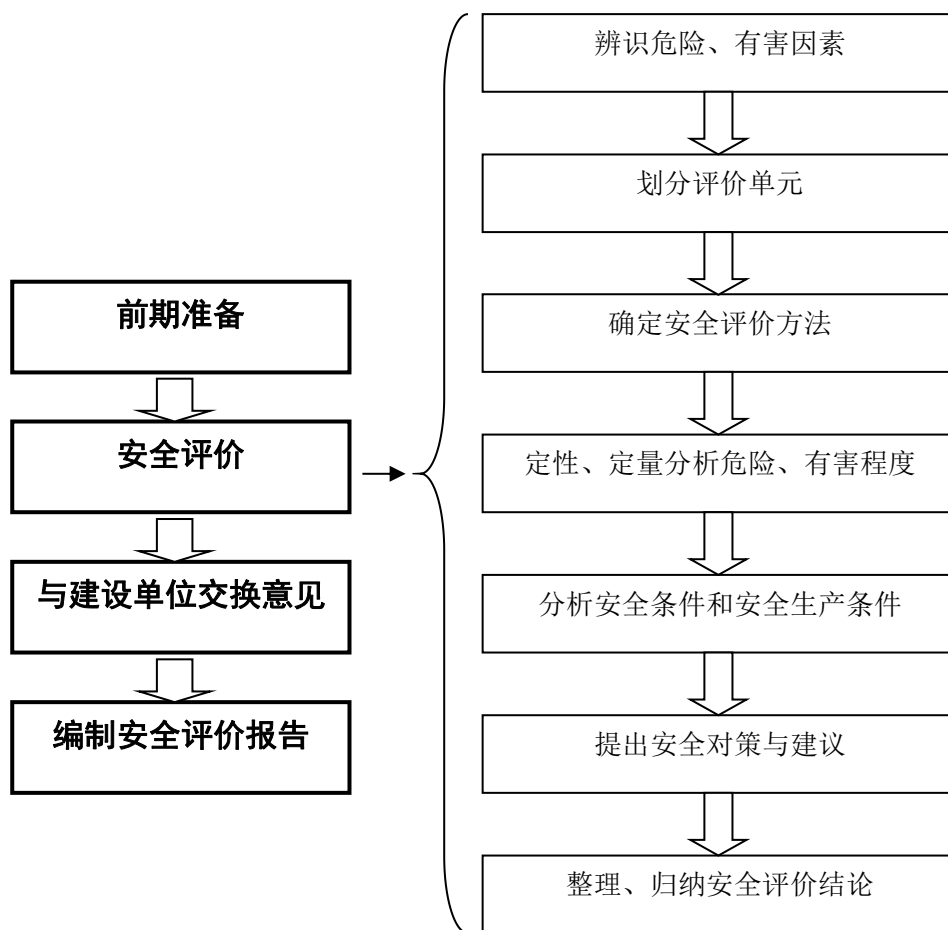 前期准备
安全评价
与建设单位交换意见
编制安全评价报告
辨识危险、有害因素
划分评价单元
确定安全评价方法
定性、定量分析危险、有害程度
分析安全条件和安全生产条件
提出安全对策与建议
整理、归纳安全评价结论